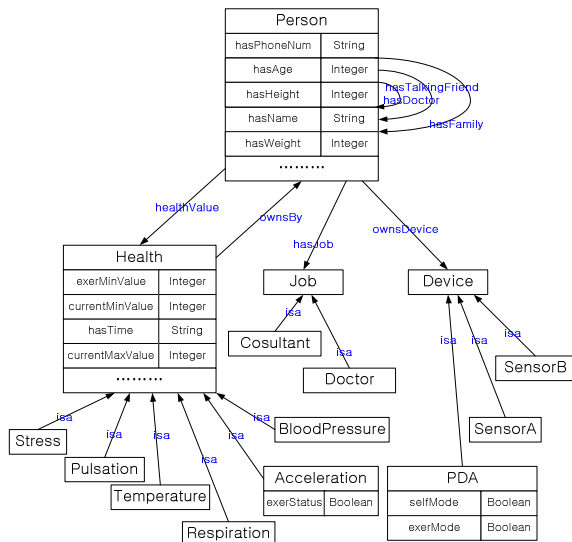 Person
hasPhoneNum String
hasAge Integer
hasHeight Integer
hasName String
hasWeight Integer
.........
hasTalkingFriend
hasDoctor
hasFamily
healthValue
ownsBy
hasJob
ownsDevice
Health
exerMinValue Integer
currentMinValue Integer
hasTime String
currentMaxValue Integer
.........
Job
Device
isa
isa
isa
isa
isa
Cosultant
Doctor
SensorB
SensorA
isa
isa
isa
isa
isa
isa
Stress
Pulsation
Temperature
Respiration
BloodPressure
Acceleration
exerStatus Boolean
PDA
selfMode Boolean
exerMode Boolean